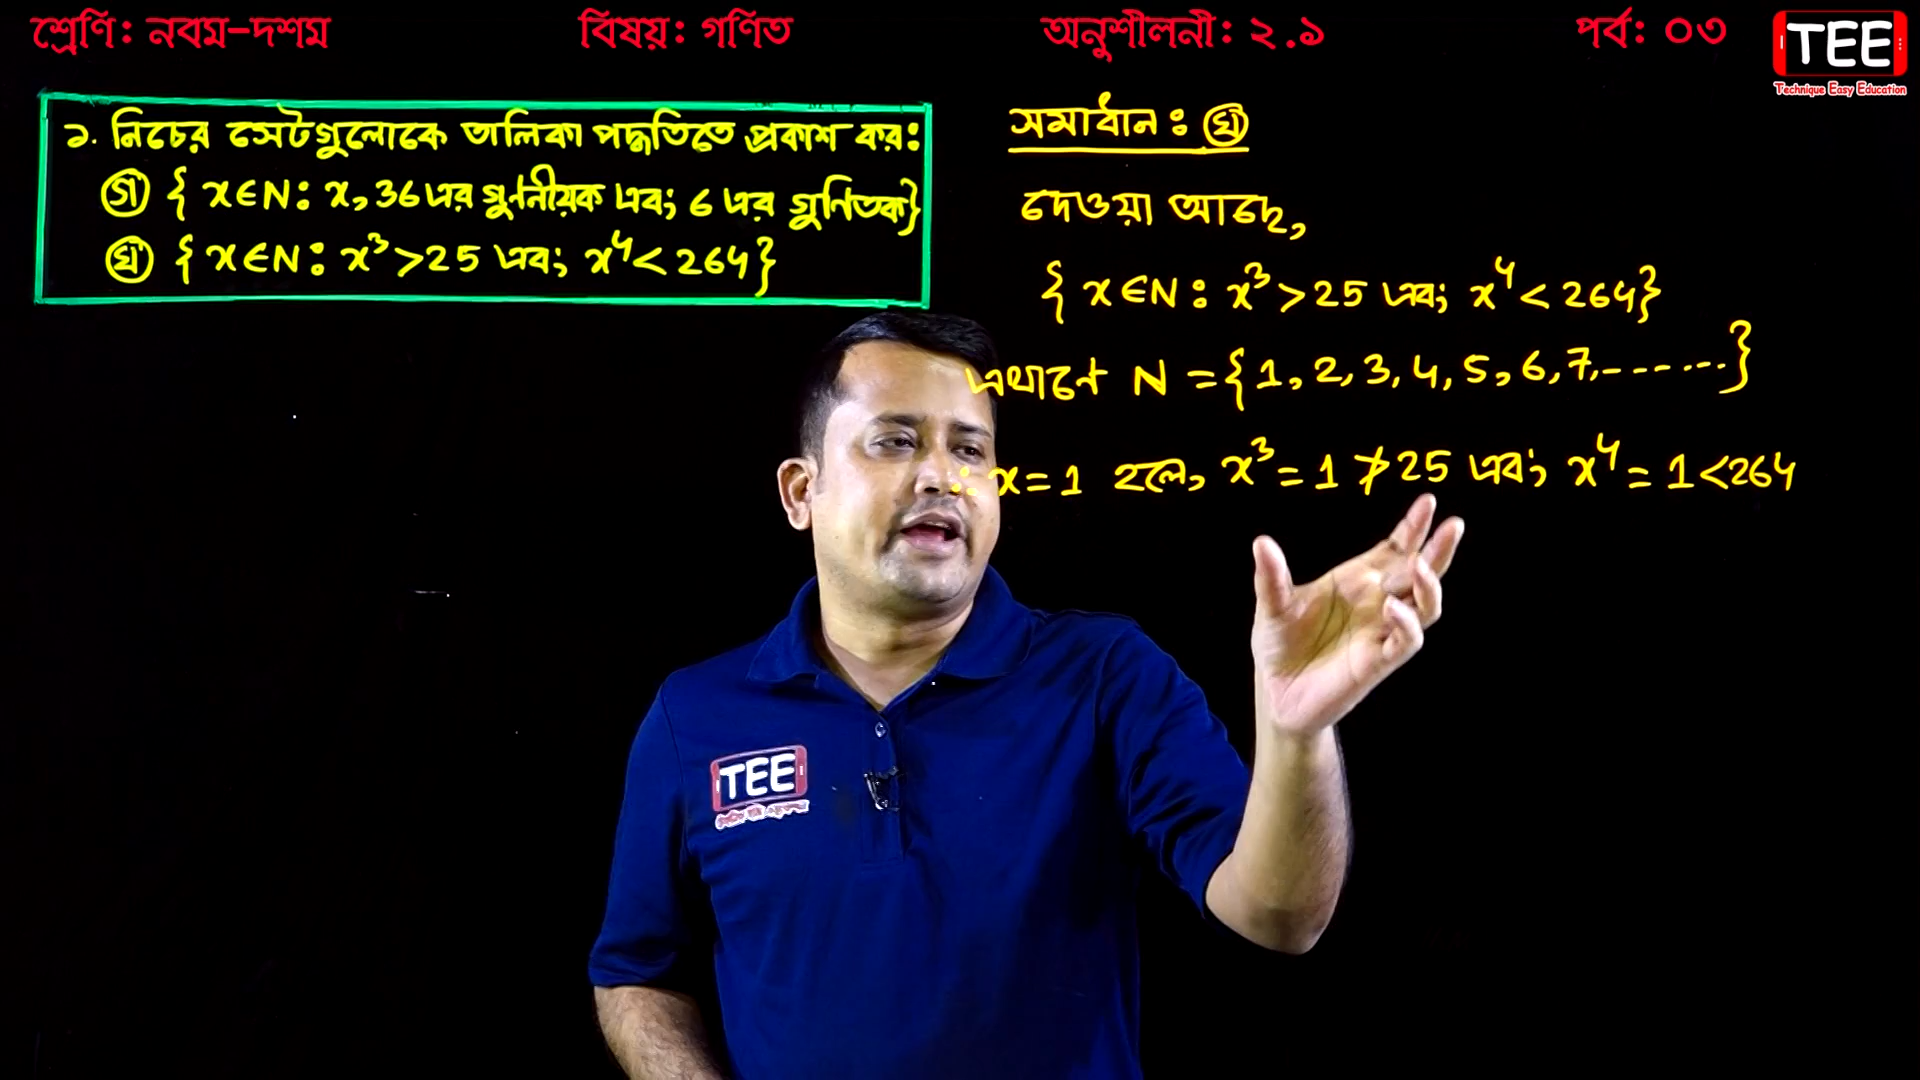 শ্রেণি: নবম-দশম বিষয়: গণিত অনুশীলনী: ২.১ পর্ব: ০৩
TEE
Technique Easy Education
১. নিচের সেটগুলোকে তালিকা পদ্ধতিতে প্রকাশ কর:
গ { x∈N: x, 36 এর গুণনীয়ক এবং 6 এর গুণিতক}
ঘ { x∈N: x³>25 এবং x⁴<264}
সমাধান: ঘ
দেওয়া আছে,
{ x∈N: x³>25 এবং x⁴<264}
এখানে N = {1, 2, 3, 4, 5, 6, 7, ------}
∴ x=1 হলে, x³=1 ≯25 এবং x⁴=1<264
TEE